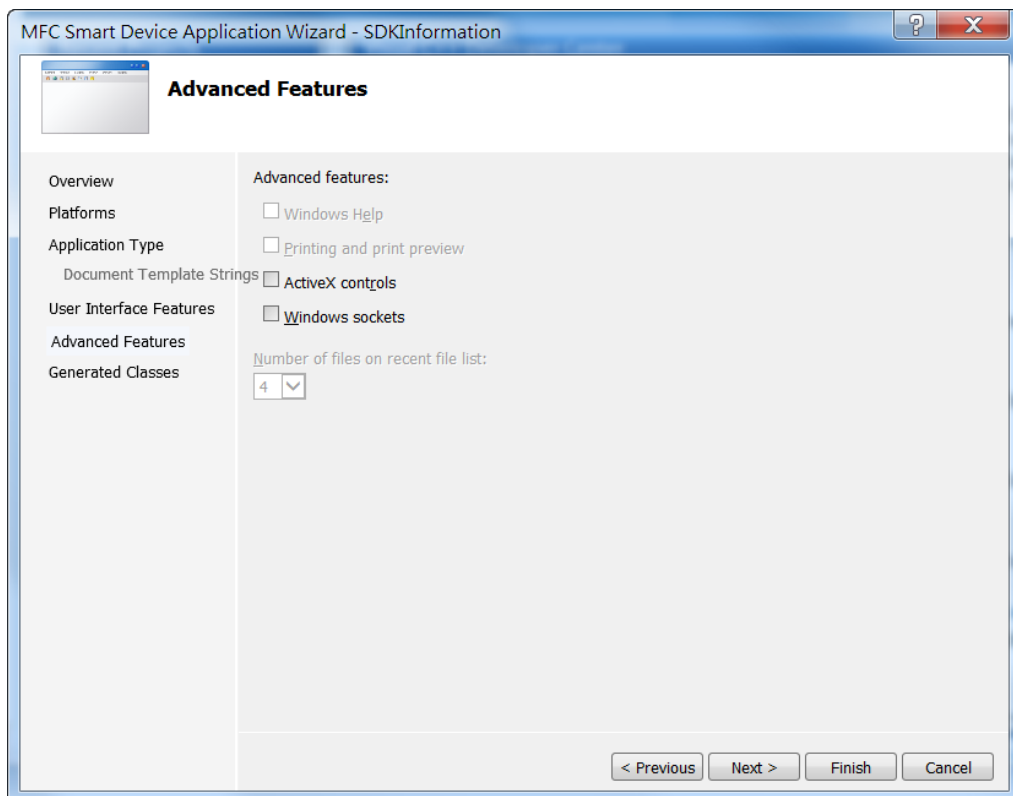 MFC Smart Device Application Wizard - SDKInformation
Advanced Features
Overview
Platforms
Application Type
Document Template Strings
User Interface Features
Advanced Features
Generated Classes
Advanced features:
Windows Help
Printing and print preview
ActiveX controls
Windows sockets
Number of files on recent file list:
4
< Previous
Next >
Finish
Cancel